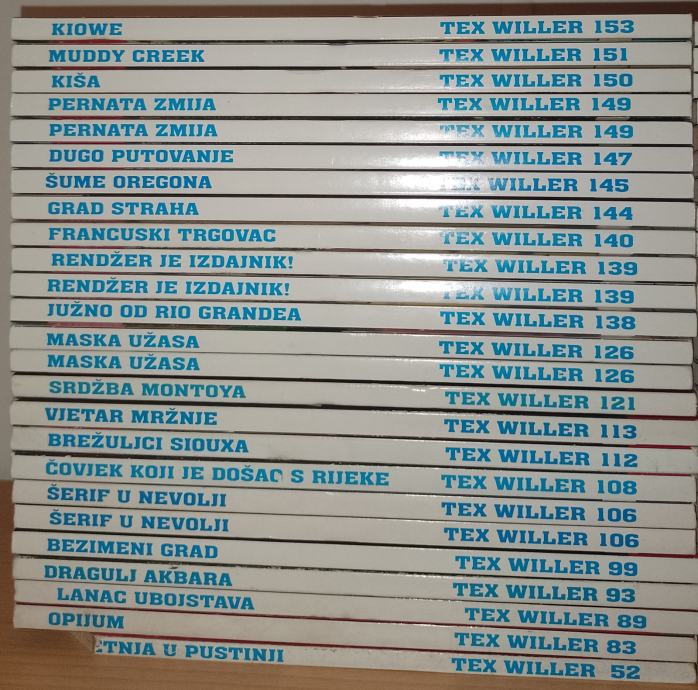 KIOWE TEX WILLER 153
MUDDY CREEK TEX WILLER 151
KIŠA TEX WILLER 150
PERNATA ZMIJA TEX WILLER 149
PERNATA ZMIJA TEX WILLER 149
DUGO PUTOVANJE TEX WILLER 147
ŠUME OREGONA TEX WILLER 145
GRAD STRAHA TEX WILLER 144
FRANCUSKI TRGOVAC TEX WILLER 140
RENDŽER JE IZDAJNIK! TEX WILLER 139
RENDŽER JE IZDAJNIK! TEX WILLER 139
JUŽNO OD RIO GRANDEA TEX WILLER 138
MASKA UŽASA TEX WILLER 126
MASKA UŽASA TEX WILLER 126
SRDŽBA MONTOYA TEX WILLER 121
VJETAR MRŽNJE TEX WILLER 113
BREŽULJCI SIOUXA TEX WILLER 112
ČOVJEK KOJI JE DOŠAO S RIJEKE TEX WILLER 108
ŠERIF U NEVOLJI TEX WILLER 106
ŠERIF U NEVOLJI TEX WILLER 106
BEZIMENI GRAD TEX WILLER 99
DRAGULJ AKBARA TEX WILLER 93
LANAC UBOJSTAVA TEX WILLER 89
OPIJUM TEX WILLER 83
U PUSTINJI TEX WILLER 52